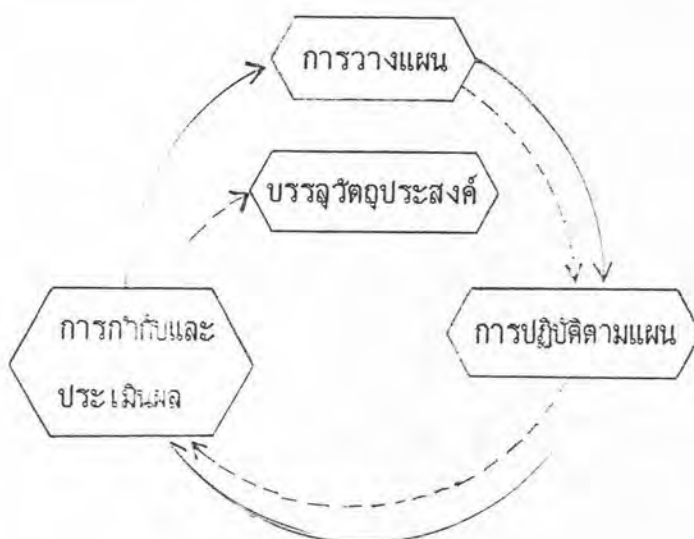 การวางแผน
บรรลุวัตถุประสงค์
การกำกับและ
ประเมินผล
การปฏิบัติตามแผน